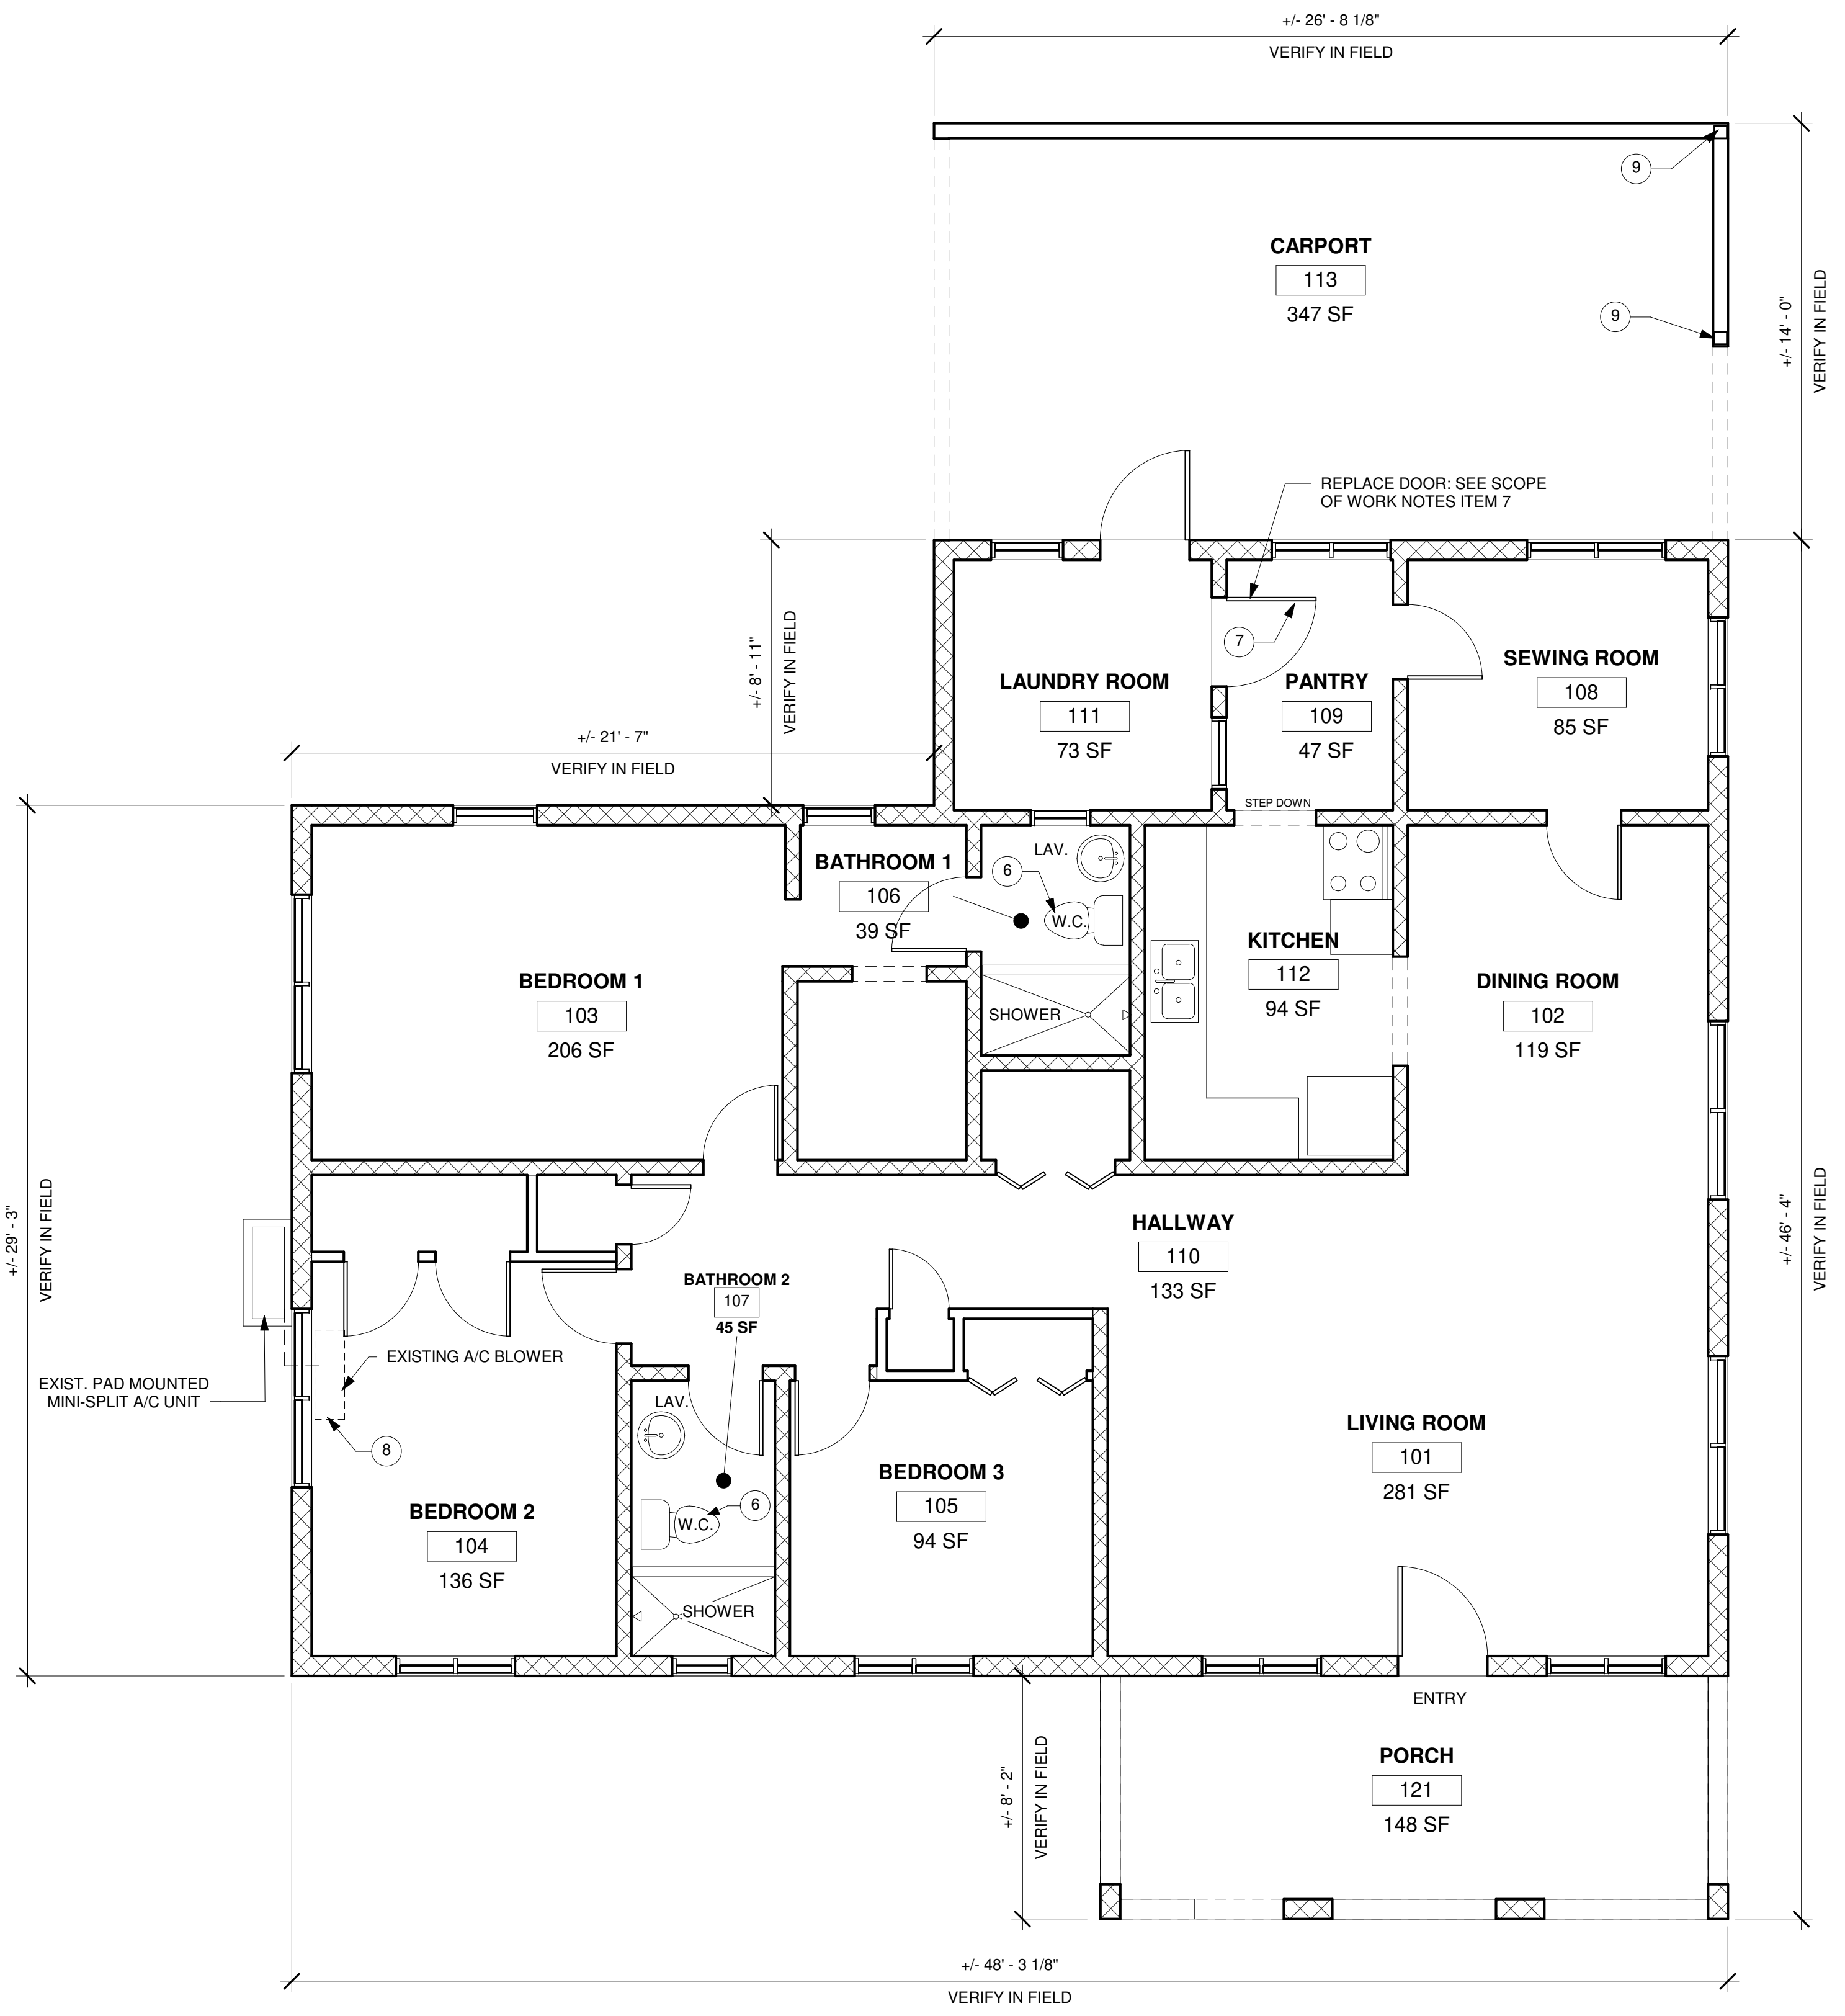 +/- 26' - 8 1/8"
VERIFY IN FIELD
9
CARPORT
113
347 SF
9
+/- 14' - 0"
VERIFY IN FIELD
REPLACE DOOR: SEE SCOPE
OF WORK NOTES ITEM 7
7
+/- 8' - 11"
VERIFY IN FIELD
LAUNDRY ROOM
111
73 SF
PANTRY
109
47 SF
SEWING ROOM
108
85 SF
+/- 21' - 7"
VERIFY IN FIELD
STEP DOWN
BATHROOM 1
106
39 SF
LAV.
6
W.C.
SHOWER
KITCHEN
112
94 SF
DINING ROOM
102
119 SF
BEDROOM 1
103
206 SF
+/- 29' - 3"
VERIFY IN FIELD
+/- 46' - 4"
VERIFY IN FIELD
HALLWAY
110
133 SF
BATHROOM 2
107
45 SF
EXISTING A/C BLOWER
EXIST. PAD MOUNTED
MINI-SPLIT A/C UNIT
8
LAV.
6
W.C.
SHOWER
BEDROOM 2
104
136 SF
BEDROOM 3
105
94 SF
LIVING ROOM
101
281 SF
ENTRY
PORCH
121
148 SF
+/- 8' - 2"
VERIFY IN FIELD
+/- 48' - 3 1/8"
VERIFY IN FIELD